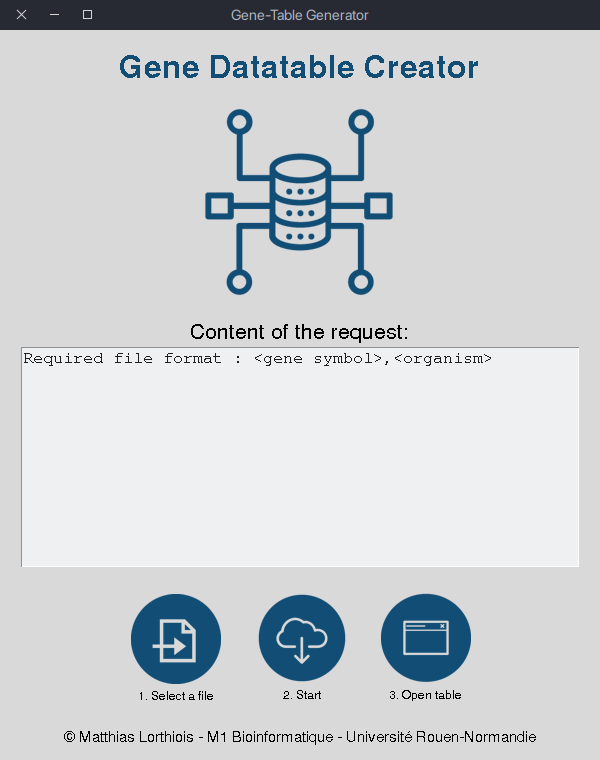 Gene-Table Generator
Gene Datatable Creator
Content of the request:
Required file format : <gene symbol>,<organism>
1. Select a file
2. Start
3. Open table
© Matthias Lorthiois - M1 Bioinformatique - Université Rouen-Normandie